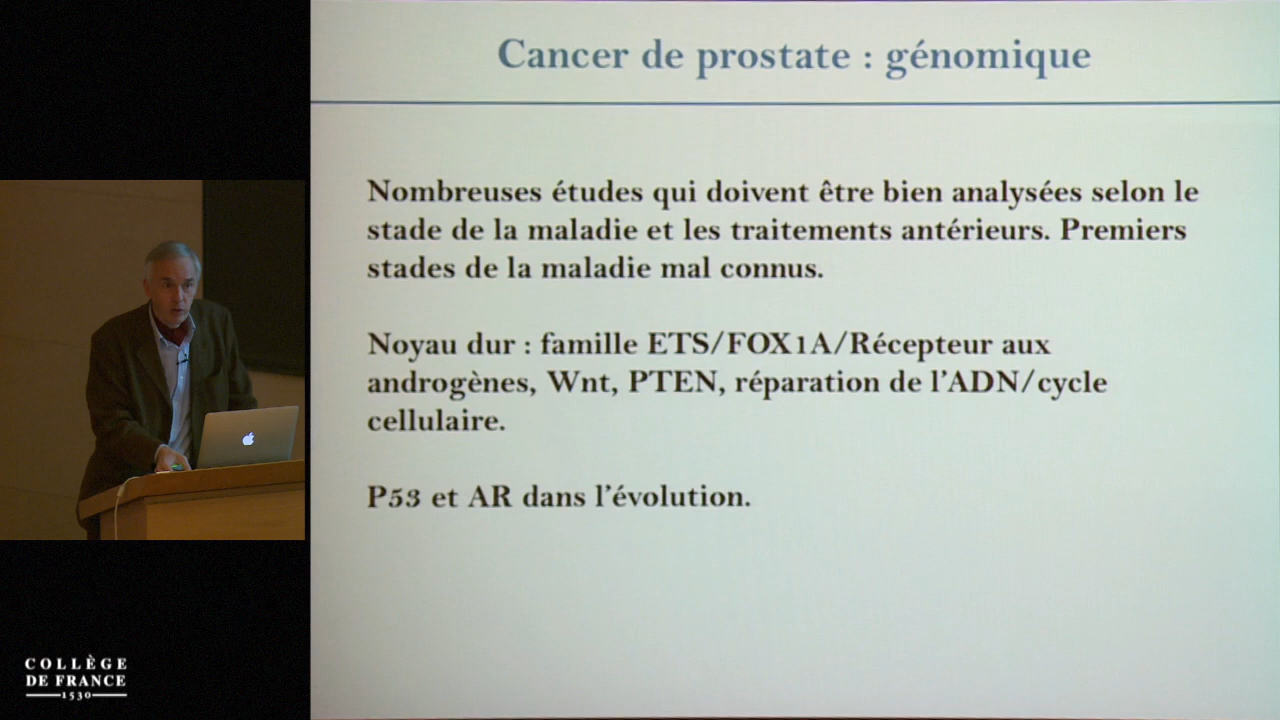 Cancer de prostate : génomique
Nombreuses études qui doivent être bien analysées selon le
stade de la maladie et les traitements antérieurs. Premiers
stades de la maladie mal connus.
Noyau dur : famille ETS/FOX1A/Récepteur aux
androgènes, Wnt, PTEN, réparation de l'ADN/cycle
cellulaire.
P53 et AR dans l'évolution.
COLLÈGE
DE FRANCE
1530